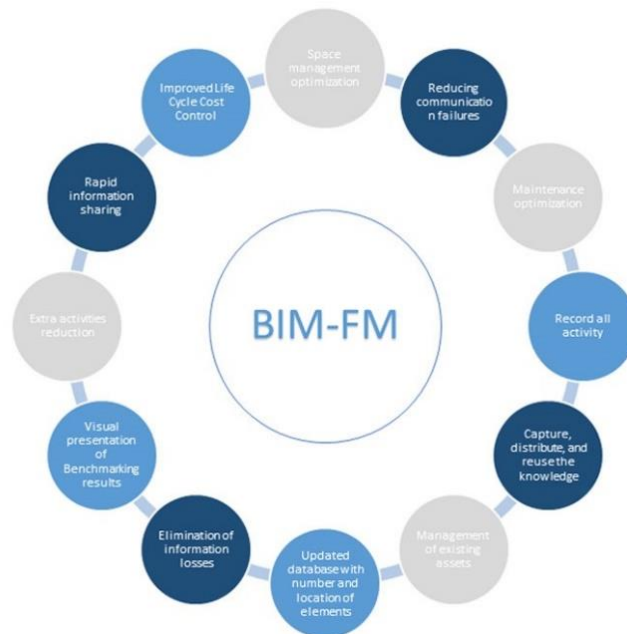 Space
management
optimization
Reducing
communicatio
n failures
Maintenance
optimization
Record all
activity
Capture,
distribute, and
reuse the
knowledge
Management
of existing
assets
Updated
database with
number and
location of
elements
Elimination of
information
losses
Visual
presentation
of
Benchmarking
results
Extra activities
reduction
Rapid
information
sharing
Improved Life
Cycle Cost
Control
BIM-FM